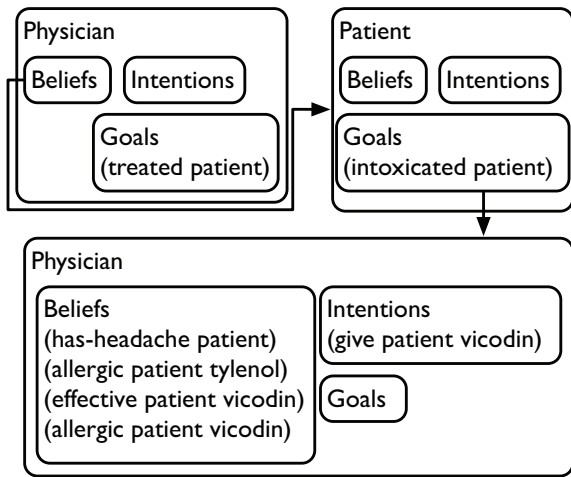 Physician
Beliefs
Intentions
Goals
(treated patient)
Patient
Beliefs
Intentions
Goals
(intoxicated patient)
Physician
Beliefs
(has-headache patient)
(allergic patient tylenol)
(effective patient vicodin)
(allergic patient vicodin)
Intentions
(give patient vicodin)
Goals